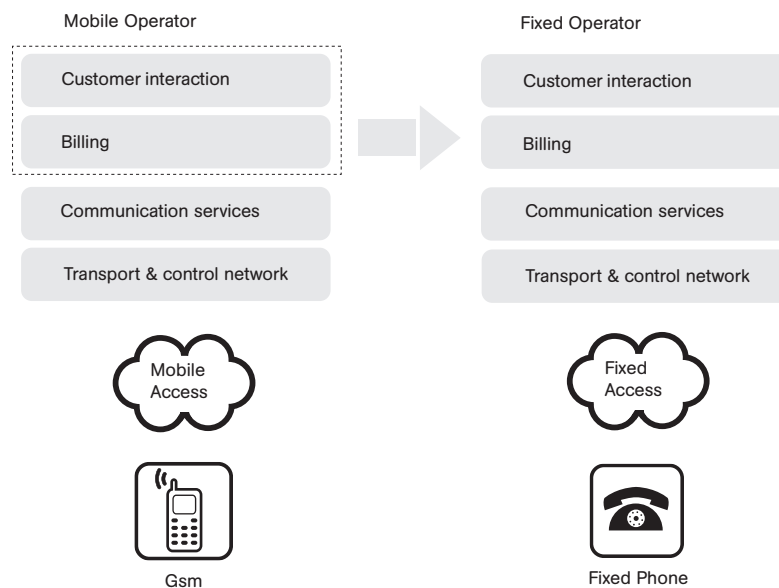 Mobile Operator
Customer interaction
Billing
Communication services
Transport & control network
Mobile
Access
Gsm
Fixed Operator
Customer interaction
Billing
Communication services
Transport & control network
Fixed
Access
Fixed Phone